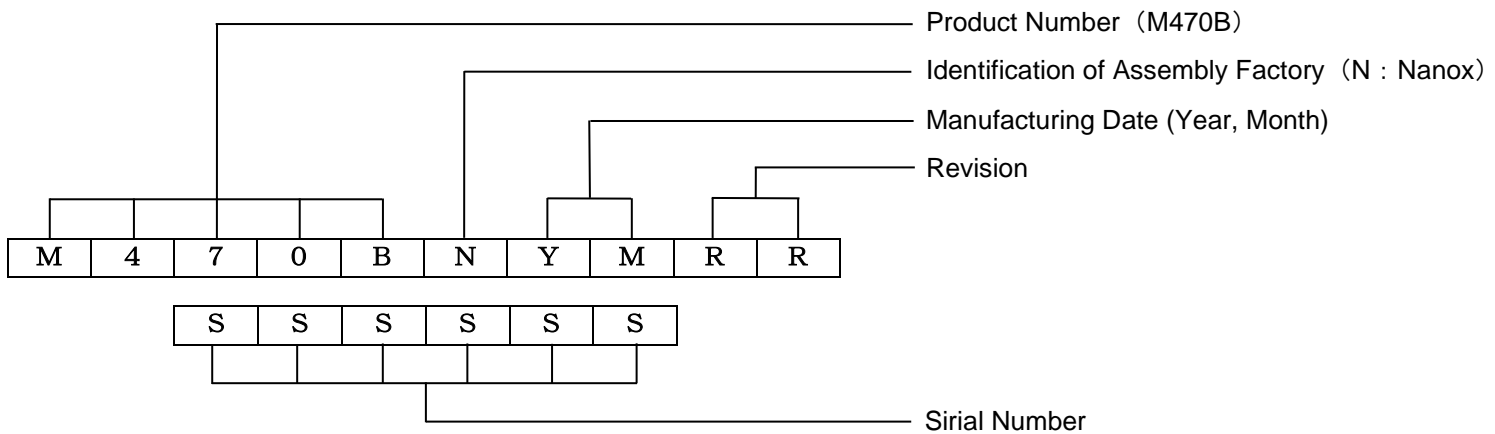 Product Number（M470B）
Identification of Assembly Factory（N：Nanox）
Manufacturing Date (Year, Month)
Revision
M 4 7 0 B N Y M R R
S S S S S S
Sirial Number